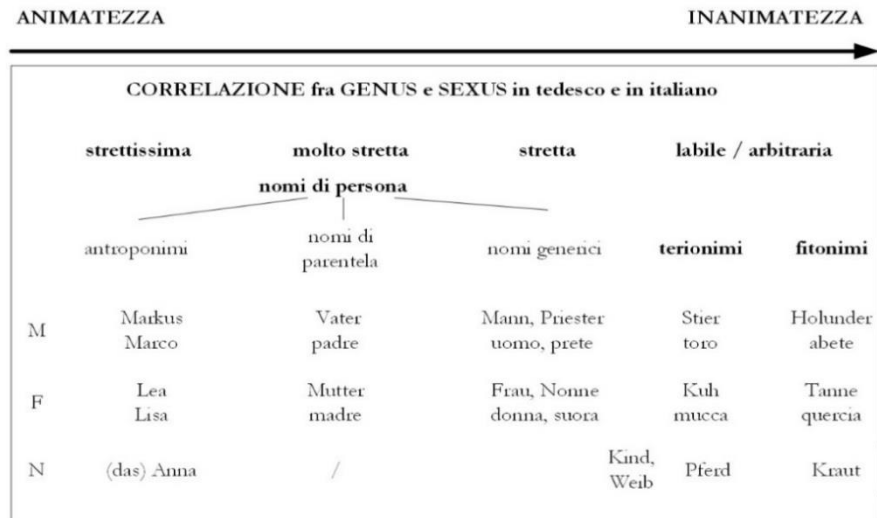 ANIMATEZZA INANIMATEZZA
CORRELAZIONE fra GENUS e SEXUS in tedesco e in italiano
strettissima molto stretta stretta labile / arbitraria
nomi di persona
antroponimi nomi di parentela nomi generici terionimi fitonimi
M Markus Vater Mann, Priester Stier Holunder
Marco padre uomo, prete toro abete
F Lea Mutter Frau, Nonne Kuh Tanne
Lisa madre donna, suora mucca quercia
N (das) Anna / Kind, Weib Pferd Kraut